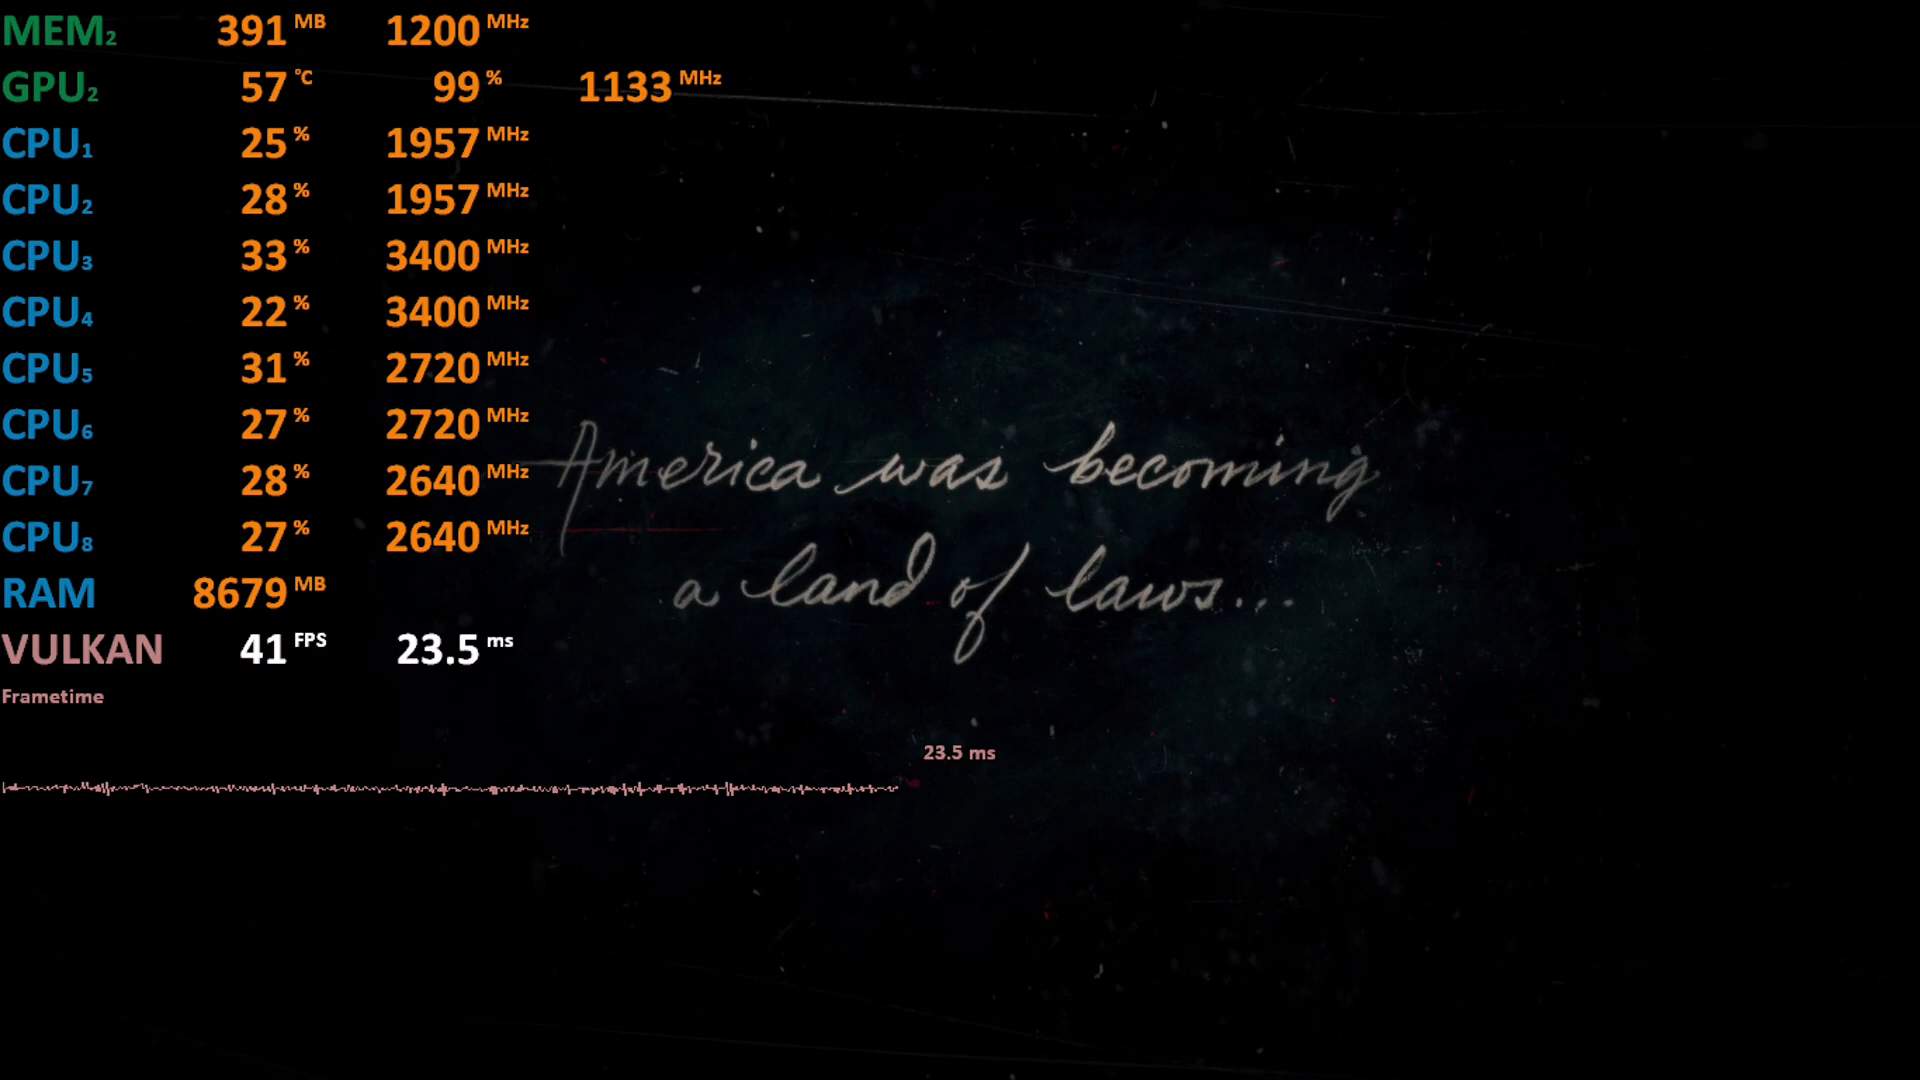 MEM2 391 MB 1200 MHz
GPU2 57 °C 99 % 1133 MHz
CPU1 25 % 1957 MHz
CPU2 28 % 1957 MHz
CPU3 33 % 3400 MHz
CPU4 22 % 3400 MHz
CPU5 31 % 2720 MHz
CPU6 27 % 2720 MHz
CPU7 28 % 2640 MHz
CPU8 27 % 2640 MHz
RAM 8679 MB
VULKAN 41 FPS 23.5 ms
Frametime
23.5 ms
America was becoming
a land of laws...